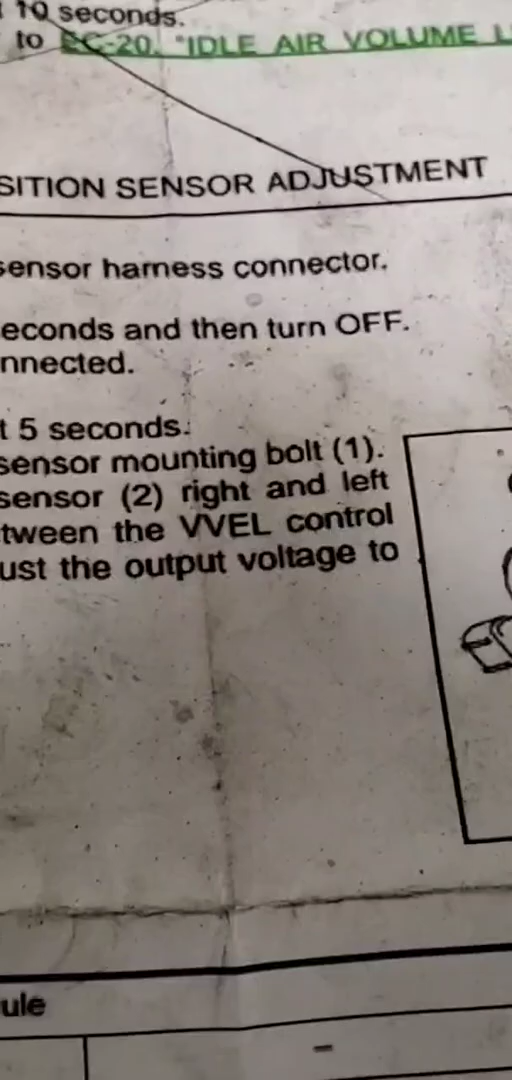 10 seconds.
to EC-20, "IDLE AIR VOLUME L
SITION SENSOR ADJUSTMENT
sensor harness connector.
econds and then turn OFF.
nnected.
t 5 seconds.
sensor mounting bolt (1).
sensor (2) right and left
tween the VVEL control
ust the output voltage to
ule
–